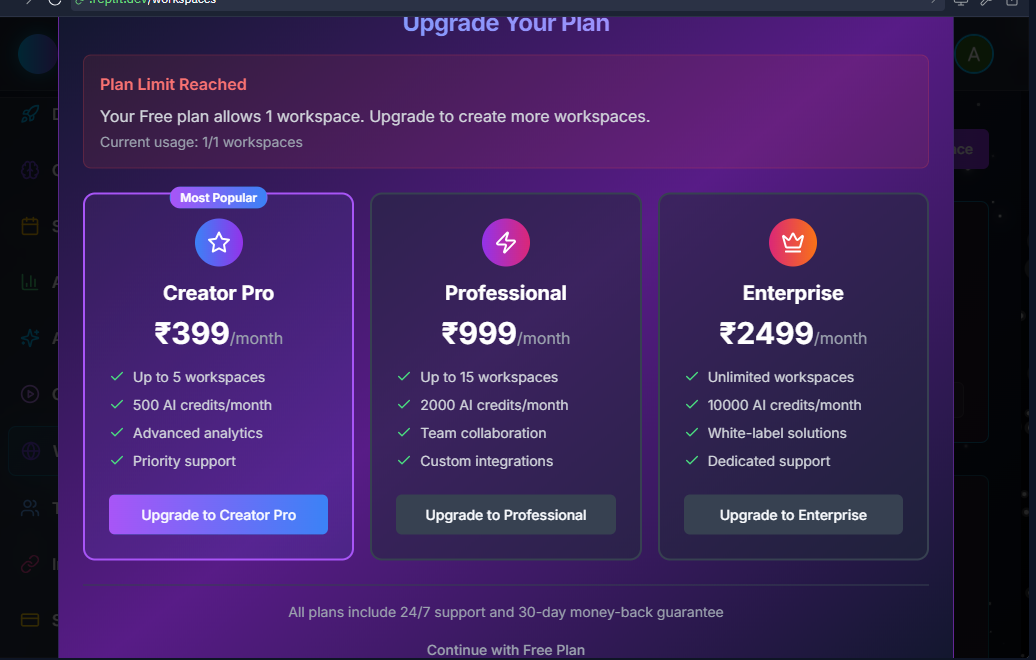 .replit.dev/workspaces
Upgrade Your Plan
A
Plan Limit Reached
Your Free plan allows 1 workspace. Upgrade to create more workspaces.
Current usage: 1/1 workspaces
Most Popular
Creator Pro
₹399/month
Up to 5 workspaces
500 AI credits/month
Advanced analytics
Priority support
Upgrade to Creator Pro
Professional
₹999/month
Up to 15 workspaces
2000 AI credits/month
Team collaboration
Custom integrations
Upgrade to Professional
Enterprise
₹2499/month
Unlimited workspaces
10000 AI credits/month
White-label solutions
Dedicated support
Upgrade to Enterprise
All plans include 24/7 support and 30-day money-back guarantee
Continue with Free Plan